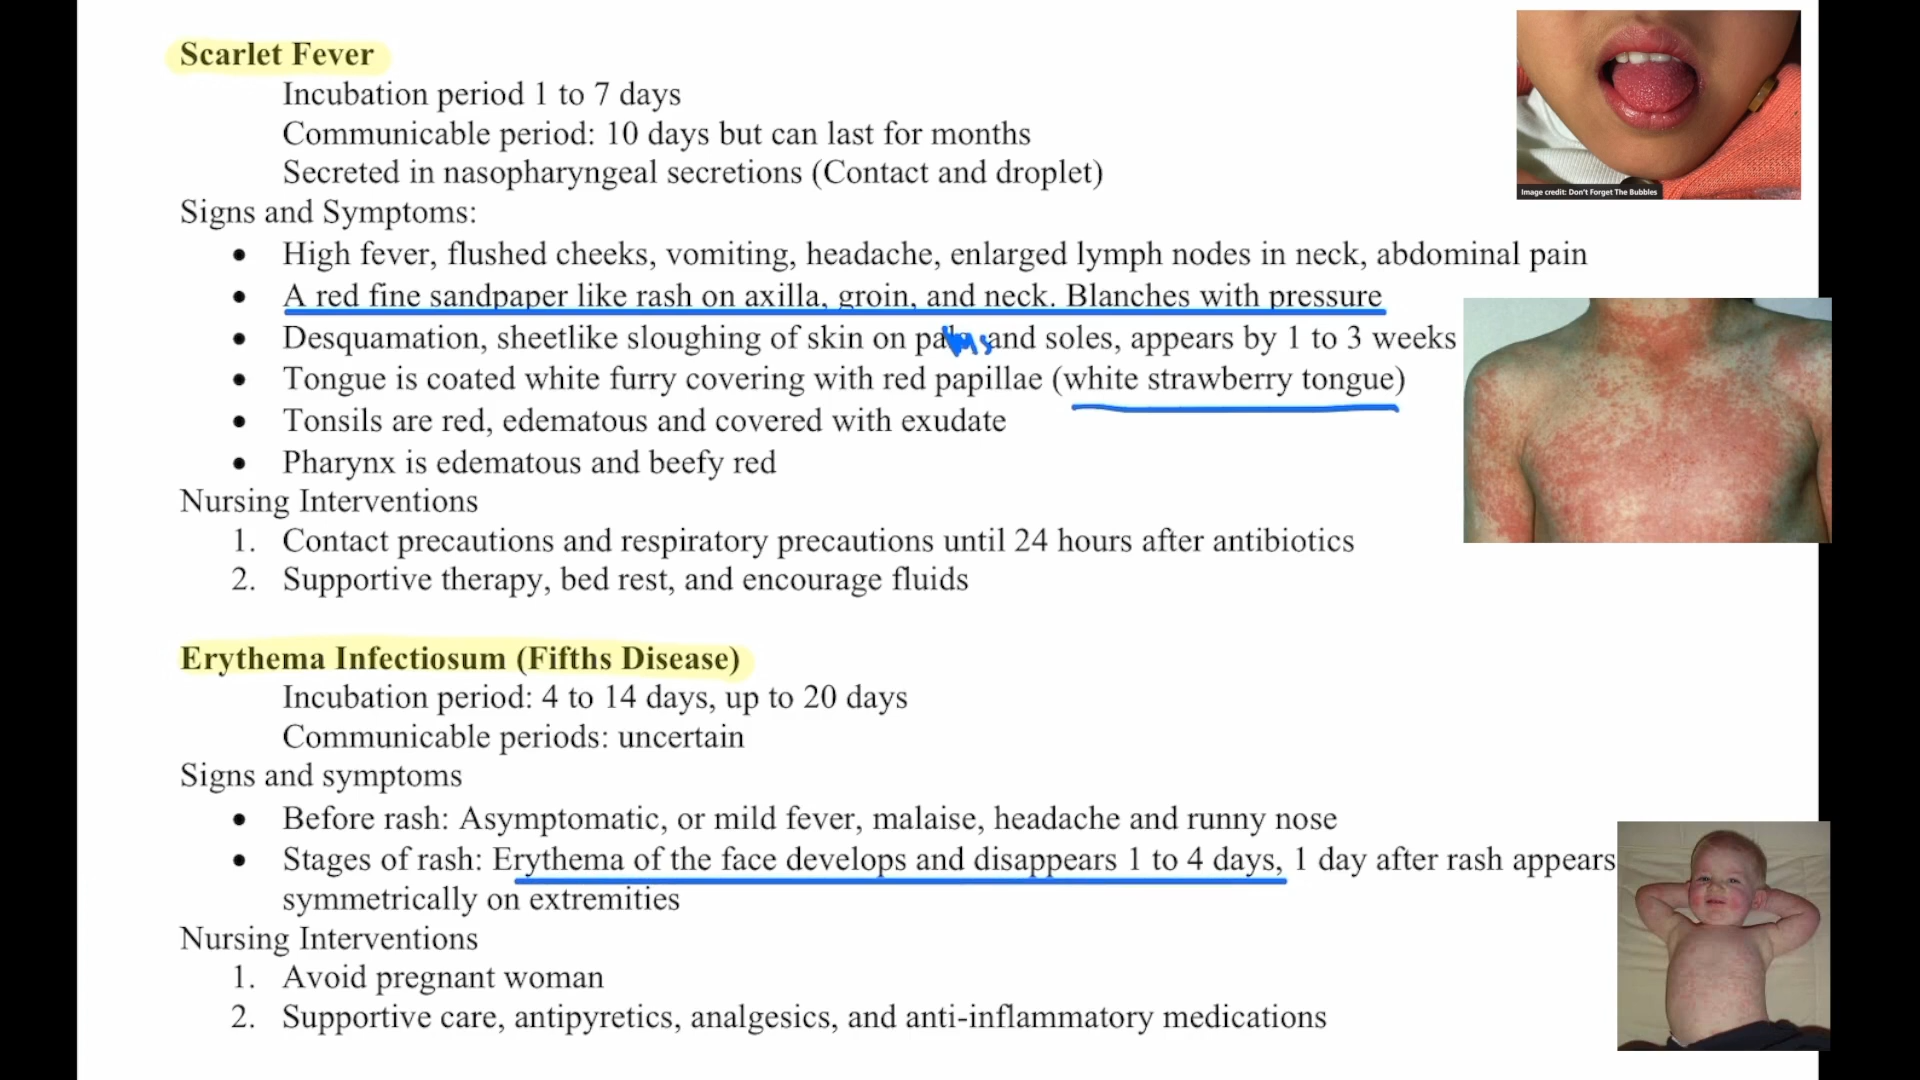 Scarlet Fever
Incubation period 1 to 7 days
Communicable period: 10 days but can last for months
Secreted in nasopharyngeal secretions (Contact and droplet)
Image credit: Don't Forget The Bubbles
Signs and Symptoms:
• High fever, flushed cheeks, vomiting, headache, enlarged lymph nodes in neck, abdominal pain
• A red fine sandpaper like rash on axilla, groin, and neck. Blanches with pressure
• Desquamation, sheetlike sloughing of skin on palms and soles, appears by 1 to 3 weeks
• Tongue is coated white furry covering with red papillae (white strawberry tongue)
• Tonsils are red, edematous and covered with exudate
• Pharynx is edematous and beefy red
Nursing Interventions
1. Contact precautions and respiratory precautions until 24 hours after antibiotics
2. Supportive therapy, bed rest, and encourage fluids
Erythema Infectiosum (Fifths Disease)
Incubation period: 4 to 14 days, up to 20 days
Communicable periods: uncertain
Signs and symptoms
• Before rash: Asymptomatic, or mild fever, malaise, headache and runny nose
• Stages of rash: Erythema of the face develops and disappears 1 to 4 days, 1 day after rash appears
symmetrically on extremities
Nursing Interventions
1. Avoid pregnant woman
2. Supportive care, antipyretics, analgesics, and anti-inflammatory medications